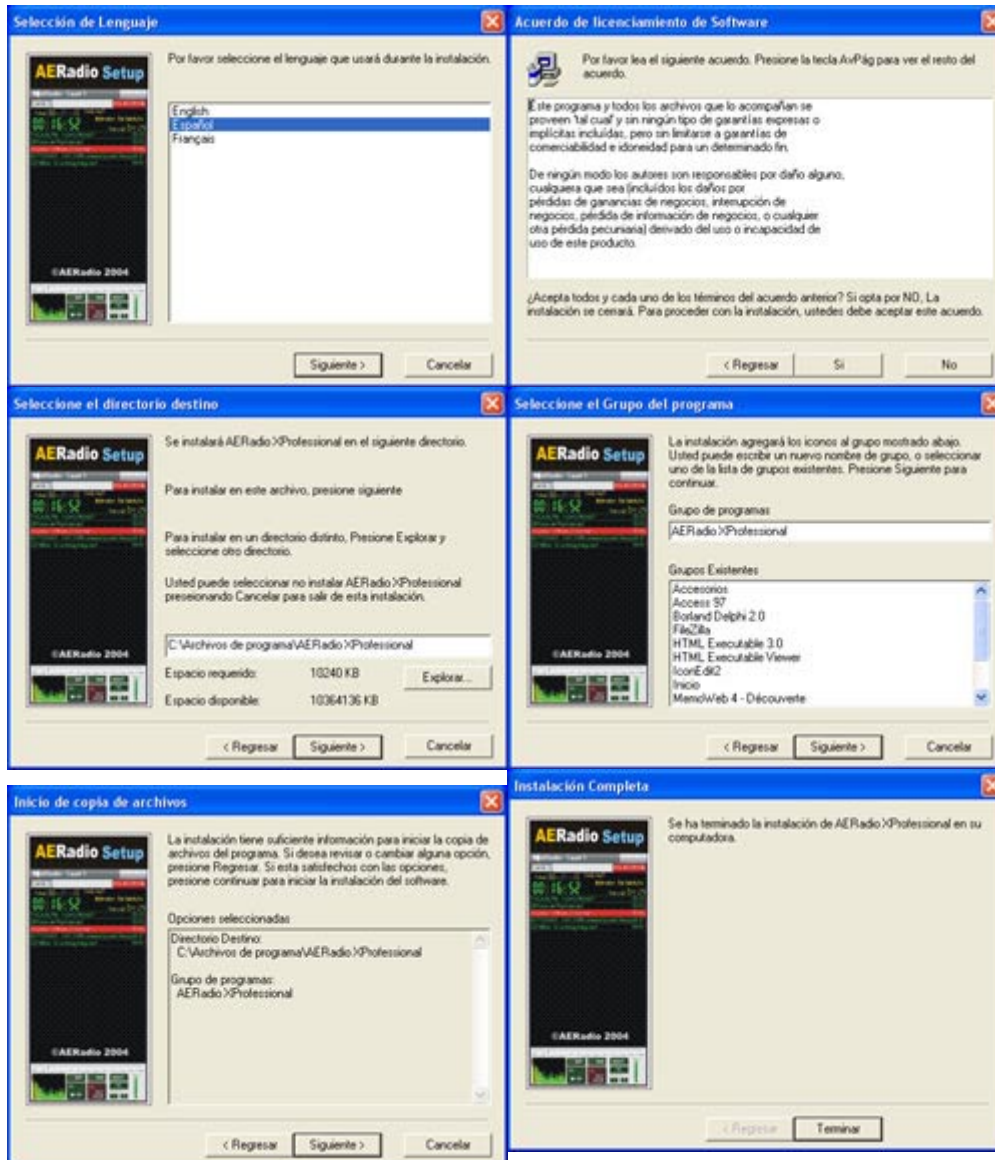 Selección de Lenguaje
AERadio Setup
©AERadio 2004
Por favor seleccione el lenguaje que usará durante la instalación.
English
Español
Français
Siguiente >
Cancelar
Acuerdo de licenciamiento de Software
Por favor lea el siguiente acuerdo. Presione la tecla AvPág para ver el resto del
acuerdo.
Este programa y todos los archivos que lo acompañan se
proveen 'tal cual' y sin ningún tipo de garantías expresas o
implícitas incluídas, pero sin limitarse a garantías de
comerciabilidad e idoneidad para un determinado fin.
De ningún modo los autores son responsables por daño alguno,
cualquiera que sea (incluídos los daños por
pérdidas de ganancias de negocios, interrupción de
negocios, pérdida de información de negocios, o cualquier
otra pérdida pecuniaria) derivado del uso o incapacidad de
uso de este producto.
¿Acepta todos y cada uno de los términos del acuerdo anterior? Si opta por NO, La
instalación se cerrará. Para proceder con la instalación, ustedes debe aceptar este acuerdo.
< Regresar
Si
No
Seleccione el directorio destino
AERadio Setup
©AERadio 2004
Se instalará AERadio XProfessional en el siguiente directorio.
Para instalar en este archivo, presione siguiente
Para instalar en un directorio distinto, Presione Explorar y
seleccione otro directorio.
Usted puede seleccionar no instalar AERadio XProfessional
preseionando Cancelar para salir de esta instalación.
C:\Archivos de programa\AERadio XProfessional
Espacio requerido: 10240 KB
Explorar...
Espacio disponible: 10364136 KB
< Regresar
Siguiente >
Cancelar
Seleccione el Grupo del programa
AERadio Setup
©AERadio 2004
La instalación agregará los iconos al grupo mostrado abajo.
Usted puede escribir un nuevo nombre de grupo, o seleccionar
uno de la lista de grupos existentes. Presione Siguiente para
continuar.
Grupo de programas
AERadio XProfessional
Grupos Existentes
Accesorios
Access 97
Borland Delphi 2.0
FileZilla
HTML Executable 3.0
HTML Executable Viewer
IconEdit2
Inicio
MemoWeb 4 - Découverte
< Regresar
Siguiente >
Cancelar
Inicio de copia de archivos
AERadio Setup
©AERadio 2004
La instalación tiene suficiente información para iniciar la copia de
archivos del programa. Si desea revisar o cambiar alguna opción,
presione Regresar. Si esta satisfechos con las opciones,
presione continuar para iniciar la instalación del software.
Opciones seleccionadas
Directorio Destino:
C:\Archivos de programa\AERadio XProfessional
Grupo de programas:
AERadio XProfessional
< Regresar
Siguiente >
Cancelar
Instalación Completa
AERadio Setup
©AERadio 2004
Se ha terminado la instalación de AERadio XProfessional en su
computadora.
< Regresar
Terminar